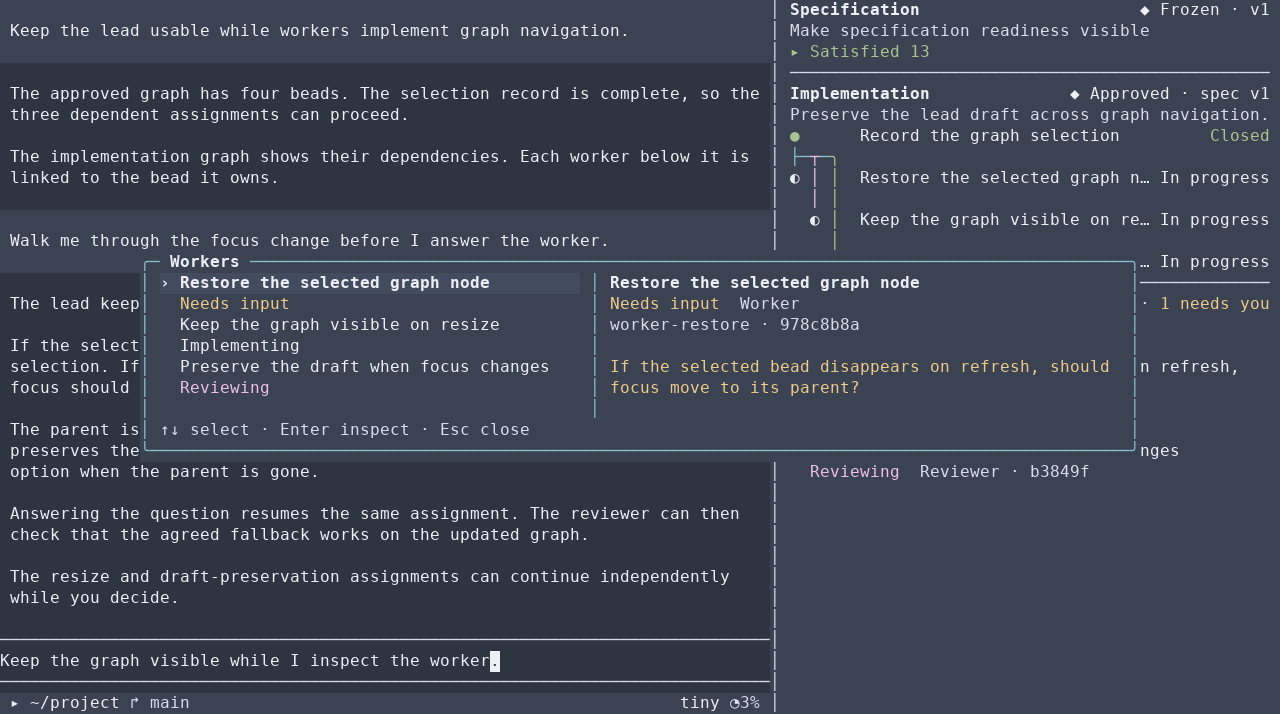 Keep the lead usable while workers implement graph navigation.
The approved graph has four beads. The selection record is complete, so the
three dependent assignments can proceed.
The implementation graph shows their dependencies. Each worker below it is
linked to the bead it owns.
Walk me through the focus change before I answer the worker.
The lead keep
If the select
selection. If
focus should
The parent is
preserves the
option when the parent is gone.
Answering the question resumes the same assignment. The reviewer can then
check that the agreed fallback works on the updated graph.
The resize and draft-preservation assignments can continue independently
while you decide.
Keep the graph visible while I inspect the worker.
▸ ~/project ↱ main tiny ◔3%
Specification ◆ Frozen · v1
Make specification readiness visible
▸ Satisfied 13
Implementation ◆ Approved · spec v1
Preserve the lead draft across graph navigation.
● Record the graph selection Closed
◐ Restore the selected graph n… In progress
◐ Keep the graph visible on re… In progress
… In progress
· 1 needs you
n refresh,
nges
Reviewing Reviewer · b3849f
Workers
› Restore the selected graph node
Needs input
Keep the graph visible on resize
Implementing
Preserve the draft when focus changes
Reviewing
Restore the selected graph node
Needs input Worker
worker-restore · 978c8b8a
If the selected bead disappears on refresh, should
focus move to its parent?
↑↓ select · Enter inspect · Esc close